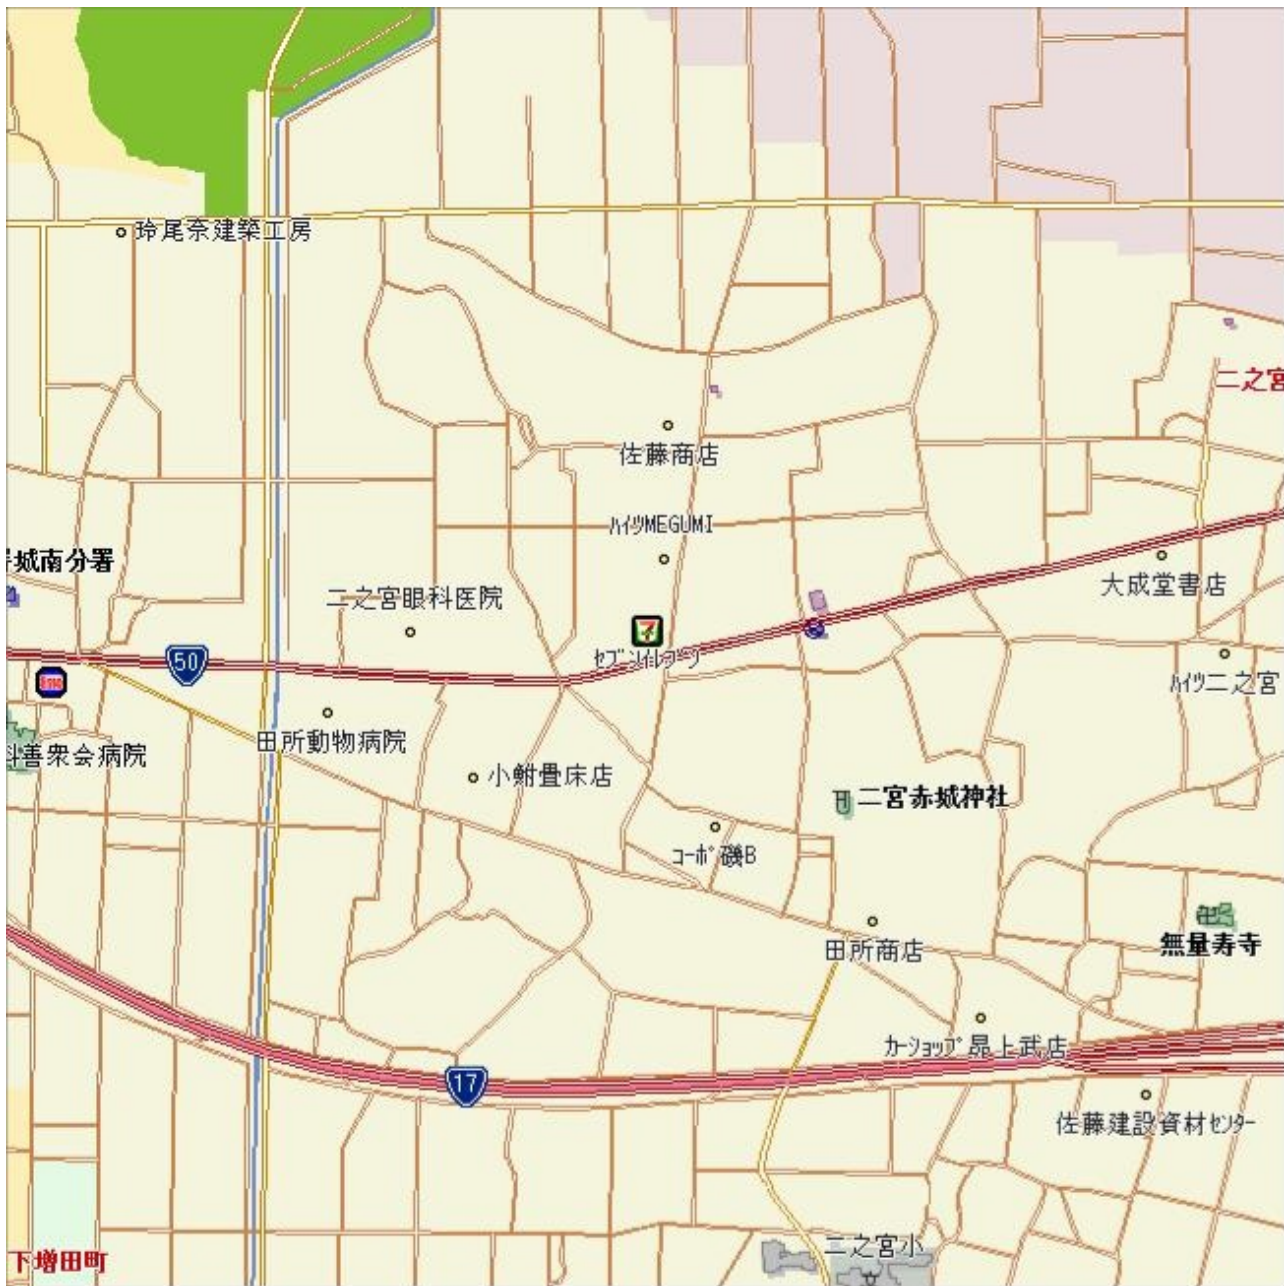 玲尾奈建築工房
二之宮
佐藤商店
ﾊｲﾂMEGUMI
城南分署
二之宮眼科医院
大成堂書店
7
50
ｾﾌﾞﾝｲﾚﾌﾞﾝ
ﾊｲﾂ二之宮
田所動物病院
科善衆会病院
小鮒畳床店
二宮赤城神社
ｺｰﾎﾟ磯B
田所商店
無量寿寺
ｶｰｼｮｯﾌﾟ昴上武店
17
佐藤建設資材ｾﾝﾀｰ
二之宮小
下増田町